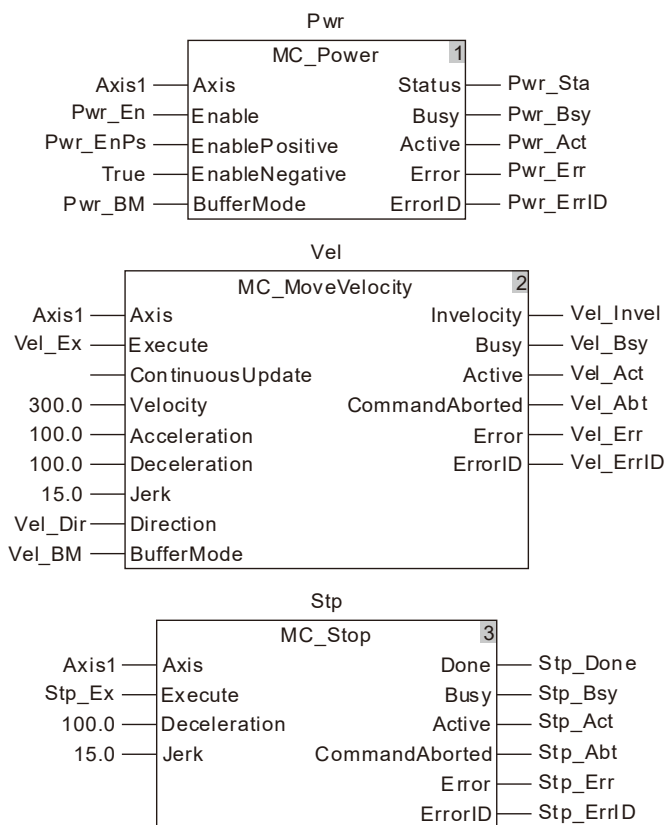 Pwr
MC_Power 1
Axis1 Axis Status Pwr_Sta
Pwr_En Enable Busy Pwr_Bsy
Pwr_EnPs EnablePositive Active Pwr_Act
True EnableNegative Error Pwr_Err
Pwr_BM BufferMode ErrorID Pwr_ErrID
Vel
MC_MoveVelocity 2
Axis1 Axis Invelocity Vel_Invel
Vel_Ex Execute Busy Vel_Bsy
ContinuousUpdate Active Vel_Act
300.0 Velocity CommandAborted Vel_Abt
100.0 Acceleration Error Vel_Err
100.0 Deceleration ErrorID Vel_ErrID
15.0 Jerk
Vel_Dir Direction
Vel_BM BufferMode
Stp
MC_Stop 3
Axis1 Axis Done Stp_Done
Stp_Ex Execute Busy Stp_Bsy
100.0 Deceleration Active Stp_Act
15.0 Jerk CommandAborted Stp_Abt
Error Stp_Err
ErrorID Stp_ErrID